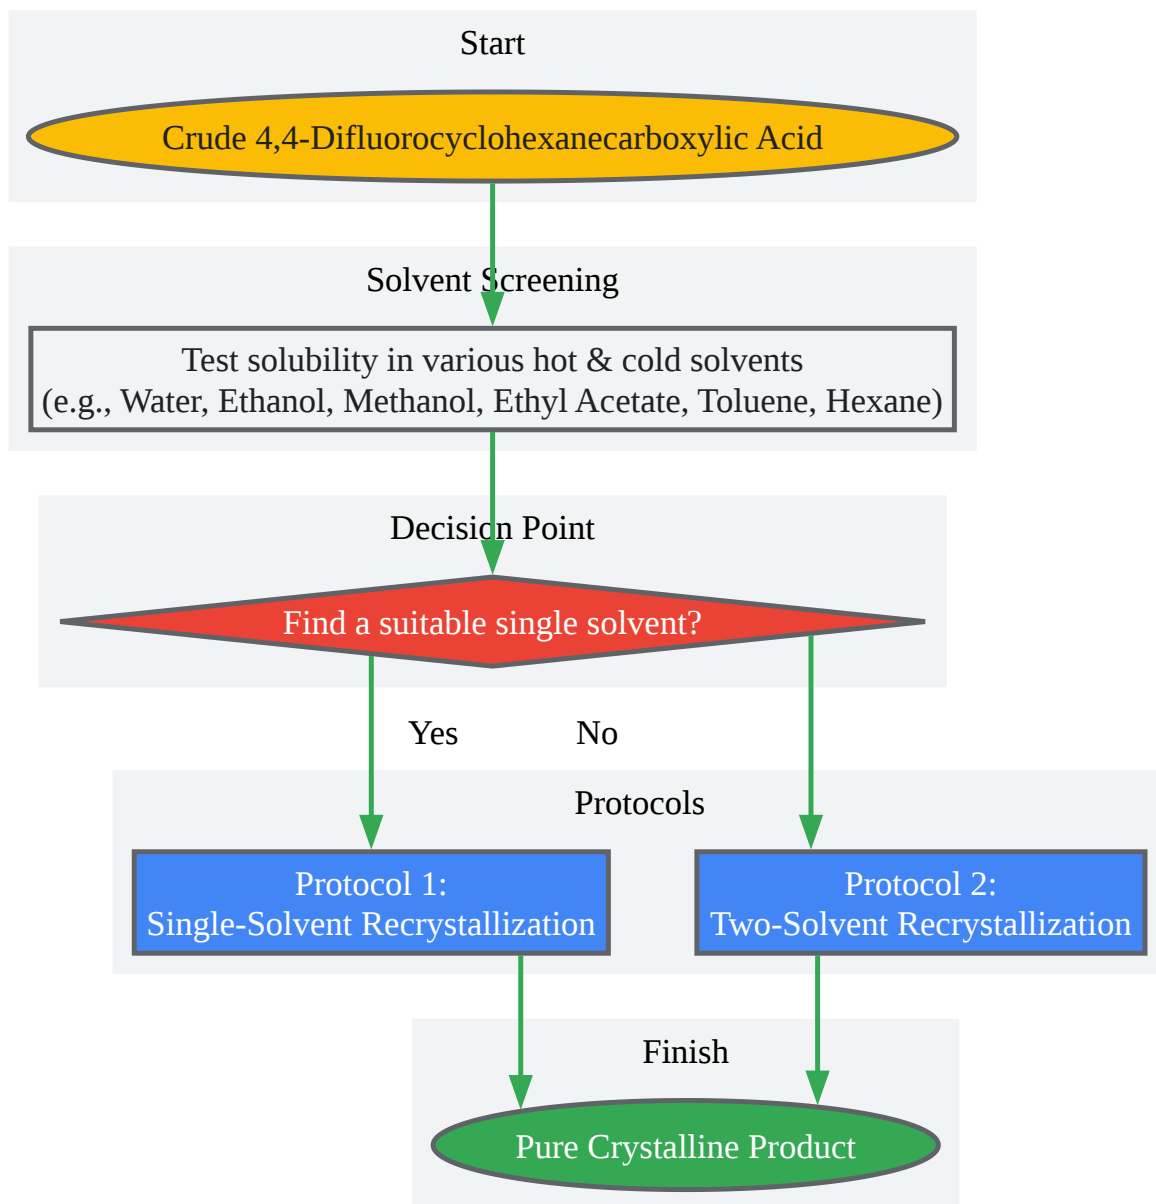 Start
Crude 4,4-Difluorocyclohexanecarboxylic Acid
Solvent Screening
Test solubility in various hot & cold solvents
(e.g., Water, Ethanol, Methanol, Ethyl Acetate, Toluene, Hexane)
Decision Point
Find a suitable single solvent?
Yes
No
Protocols
Protocol 1:
Single-Solvent Recrystallization
Protocol 2:
Two-Solvent Recrystallization
Finish
Pure Crystalline Product